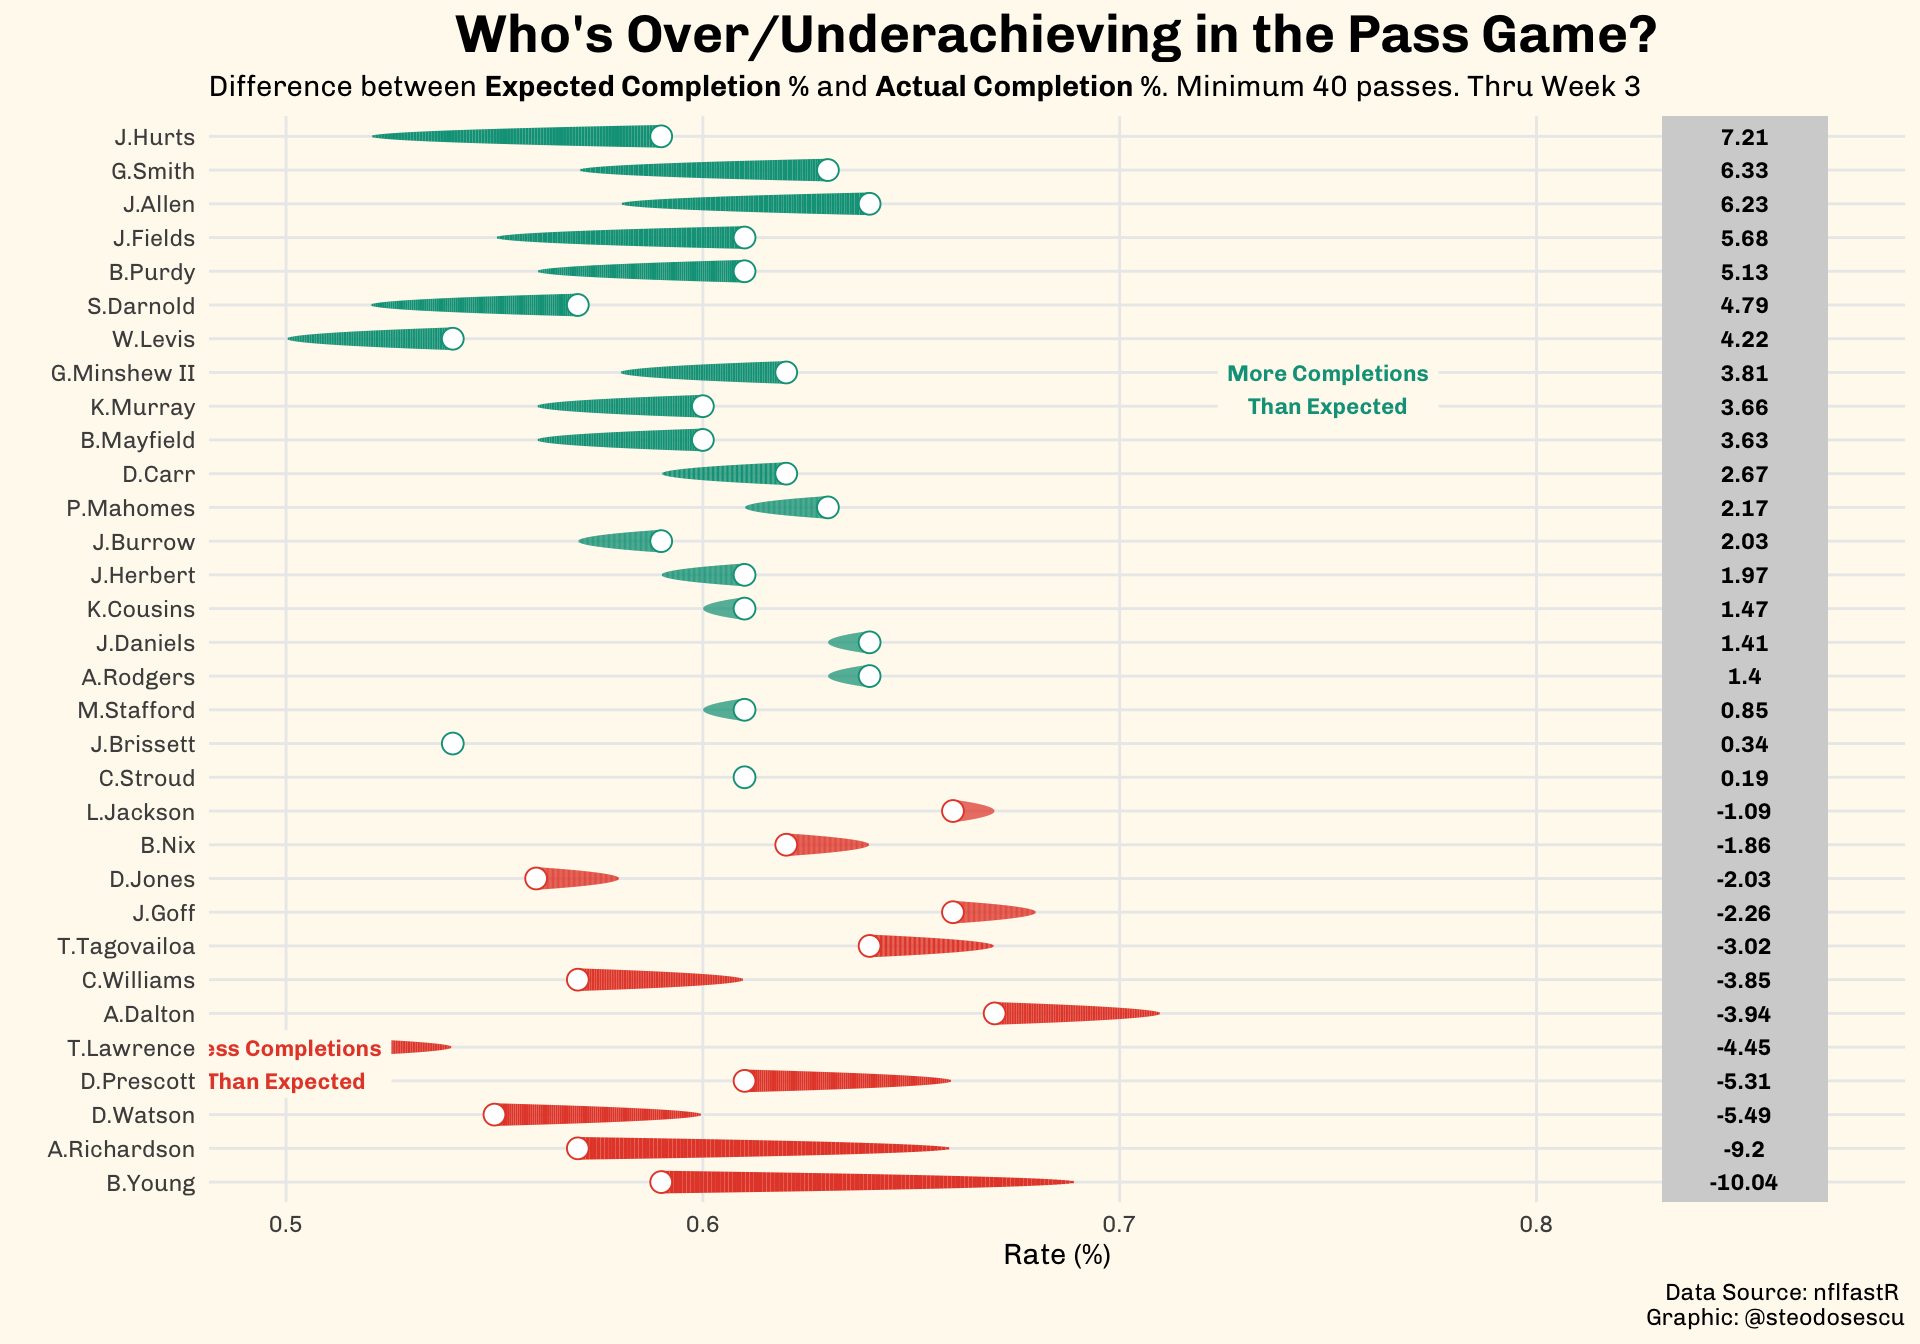 Who's Over/Underachieving in the Pass Game?
Difference between Expected Completion % and Actual Completion %. Minimum 40 passes. Thru Week 3
J.Hurts 7.21
G.Smith 6.33
J.Allen 6.23
J.Fields 5.68
B.Purdy 5.13
S.Darnold 4.79
W.Levis 4.22
G.Minshew II More Completions 3.81
K.Murray Than Expected 3.66
B.Mayfield 3.63
D.Carr 2.67
P.Mahomes 2.17
J.Burrow 2.03
J.Herbert 1.97
K.Cousins 1.47
J.Daniels 1.41
A.Rodgers 1.4
M.Stafford 0.85
J.Brissett 0.34
C.Stroud 0.19
L.Jackson -1.09
B.Nix -1.86
D.Jones -2.03
J.Goff -2.26
T.Tagovailoa -3.02
C.Williams -3.85
A.Dalton -3.94
T.Lawrence ess Completions -4.45
D.Prescott Than Expected -5.31
D.Watson -5.49
A.Richardson -9.2
B.Young -10.04
0.5 0.6 0.7 0.8
Rate (%)
Data Source: nflfastR
Graphic: @steodosescu